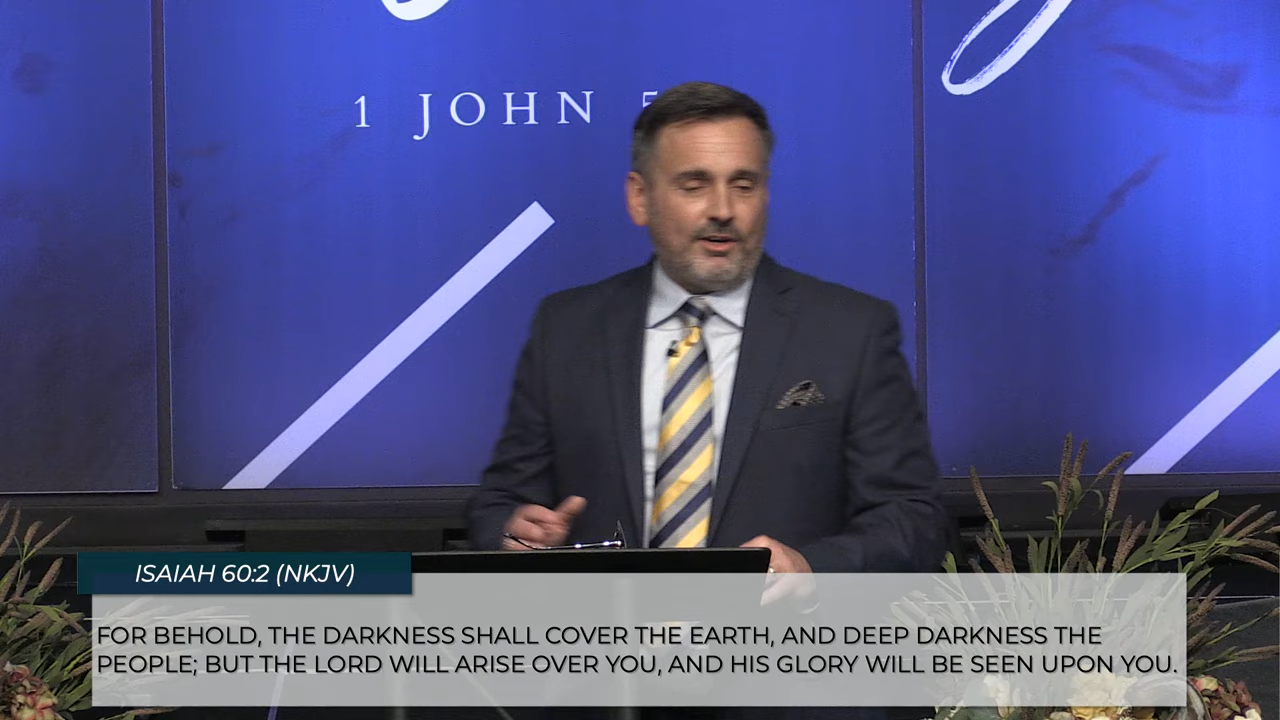 1 JOHN 5
ISAIAH 60:2 (NKJV)
FOR BEHOLD, THE DARKNESS SHALL COVER THE EARTH, AND DEEP DARKNESS THE
PEOPLE; BUT THE LORD WILL ARISE OVER YOU, AND HIS GLORY WILL BE SEEN UPON YOU.